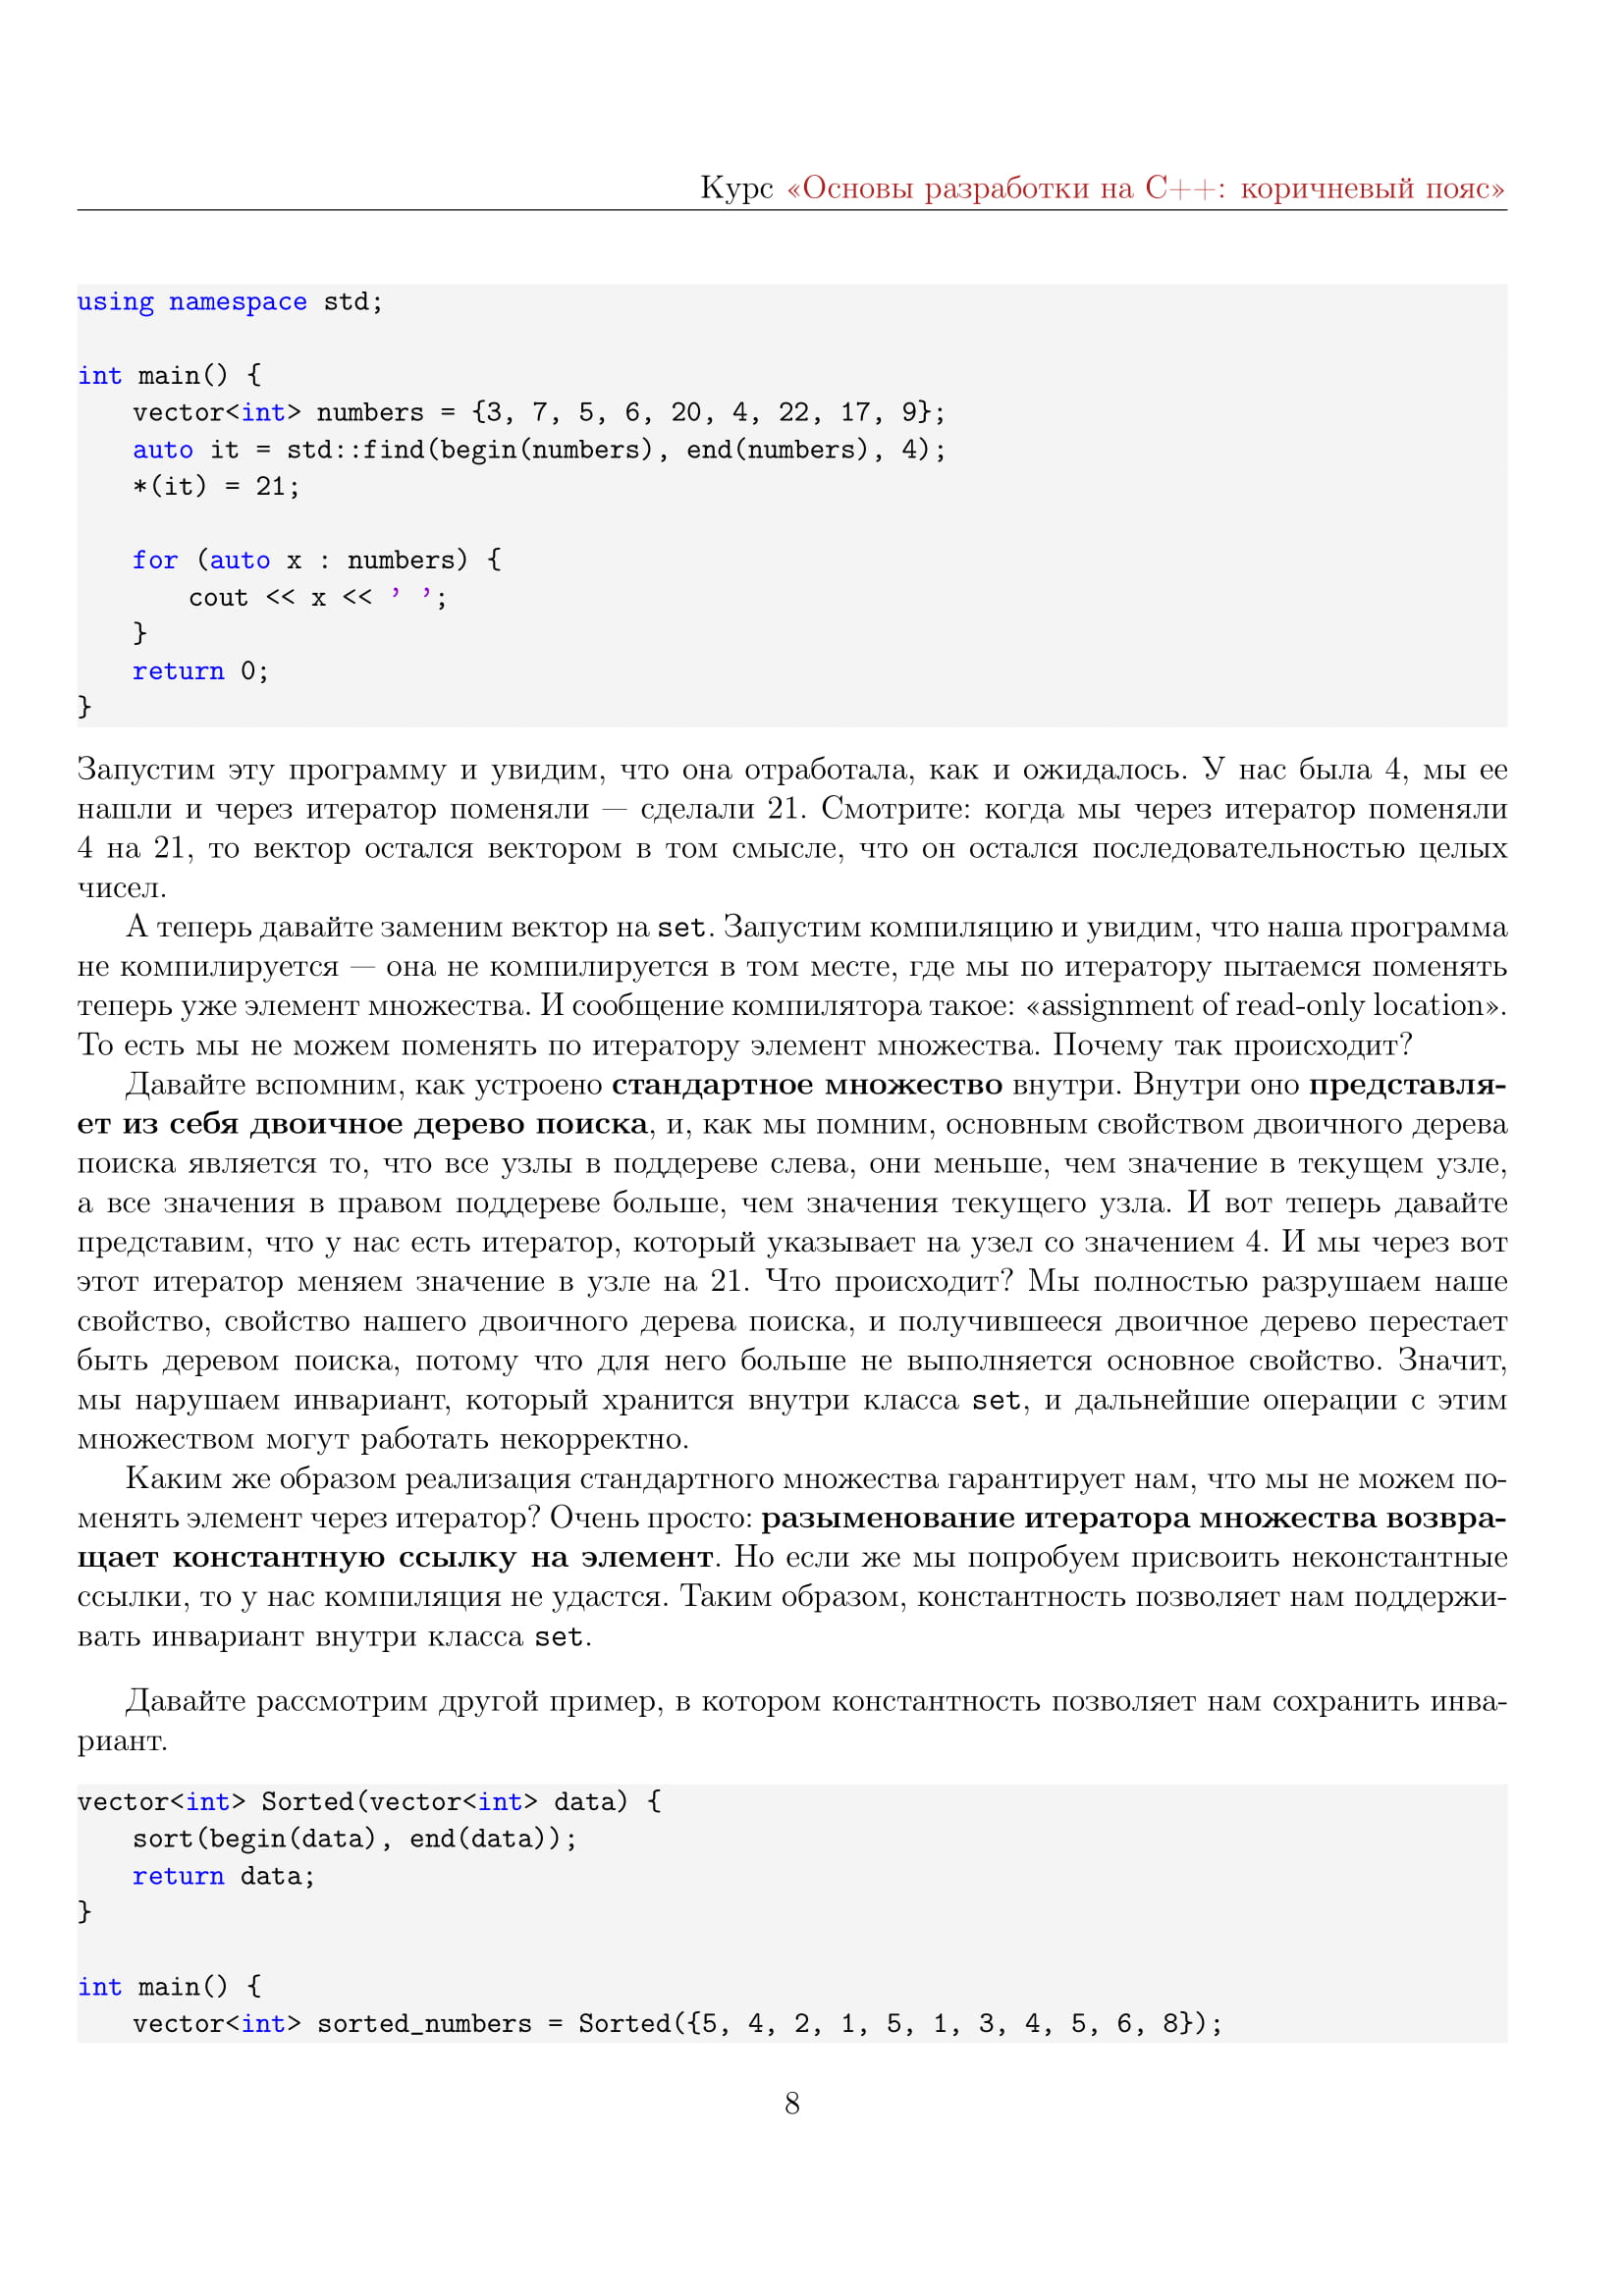 Курс «Основы разработки на C++: коричневый пояс»
using namespace std;
int main() {
vector<int> numbers = {3, 7, 5, 6, 20, 4, 22, 17, 9};
auto it = std::find(begin(numbers), end(numbers), 4);
*(it) = 21;
for (auto x : numbers) {
cout << x << ’ ’;
}
return 0;
}
Запустим эту программу и увидим, что она отработала, как и ожидалось. У нас была 4, мы ее
нашли и через итератор поменяли — сделали 21. Смотрите: когда мы через итератор поменяли
4 на 21, то вектор остался вектором в том смысле, что он остался последовательностью целых
чисел.
А теперь давайте заменим вектор на set. Запустим компиляцию и увидим, что наша программа
не компилируется — она не компилируется в том месте, где мы по итератору пытаемся поменять
теперь уже элемент множества. И сообщение компилятора такое: «assignment of read-only location».
То есть мы не можем поменять по итератору элемент множества. Почему так происходит?
Давайте вспомним, как устроено стандартное множество внутри. Внутри оно представля-
ет из себя двоичное дерево поиска, и, как мы помним, основным свойством двоичного дерева
поиска является то, что все узлы в поддереве слева, они меньше, чем значение в текущем узле,
а все значения в правом поддереве больше, чем значения текущего узла. И вот теперь давайте
представим, что у нас есть итератор, который указывает на узел со значением 4. И мы через вот
этот итератор меняем значение в узле на 21. Что происходит? Мы полностью разрушаем наше
свойство, свойство нашего двоичного дерева поиска, и получившееся двоичное дерево перестает
быть деревом поиска, потому что для него больше не выполняется основное свойство. Значит,
мы нарушаем инвариант, который хранится внутри класса set, и дальнейшие операции с этим
множеством могут работать некорректно.
Каким же образом реализация стандартного множества гарантирует нам, что мы не можем по-
менять элемент через итератор? Очень просто: разыменование итератора множества возвра-
щает константную ссылку на элемент. Но если же мы попробуем присвоить неконстантные
ссылки, то у нас компиляция не удастся. Таким образом, константность позволяет нам поддержи-
вать инвариант внутри класса set.
Давайте рассмотрим другой пример, в котором константность позволяет нам сохранить инва-
риант.
vector<int> Sorted(vector<int> data) {
sort(begin(data), end(data));
return data;
}
int main() {
vector<int> sorted_numbers = Sorted({5, 4, 2, 1, 5, 1, 3, 4, 5, 6, 8});
8